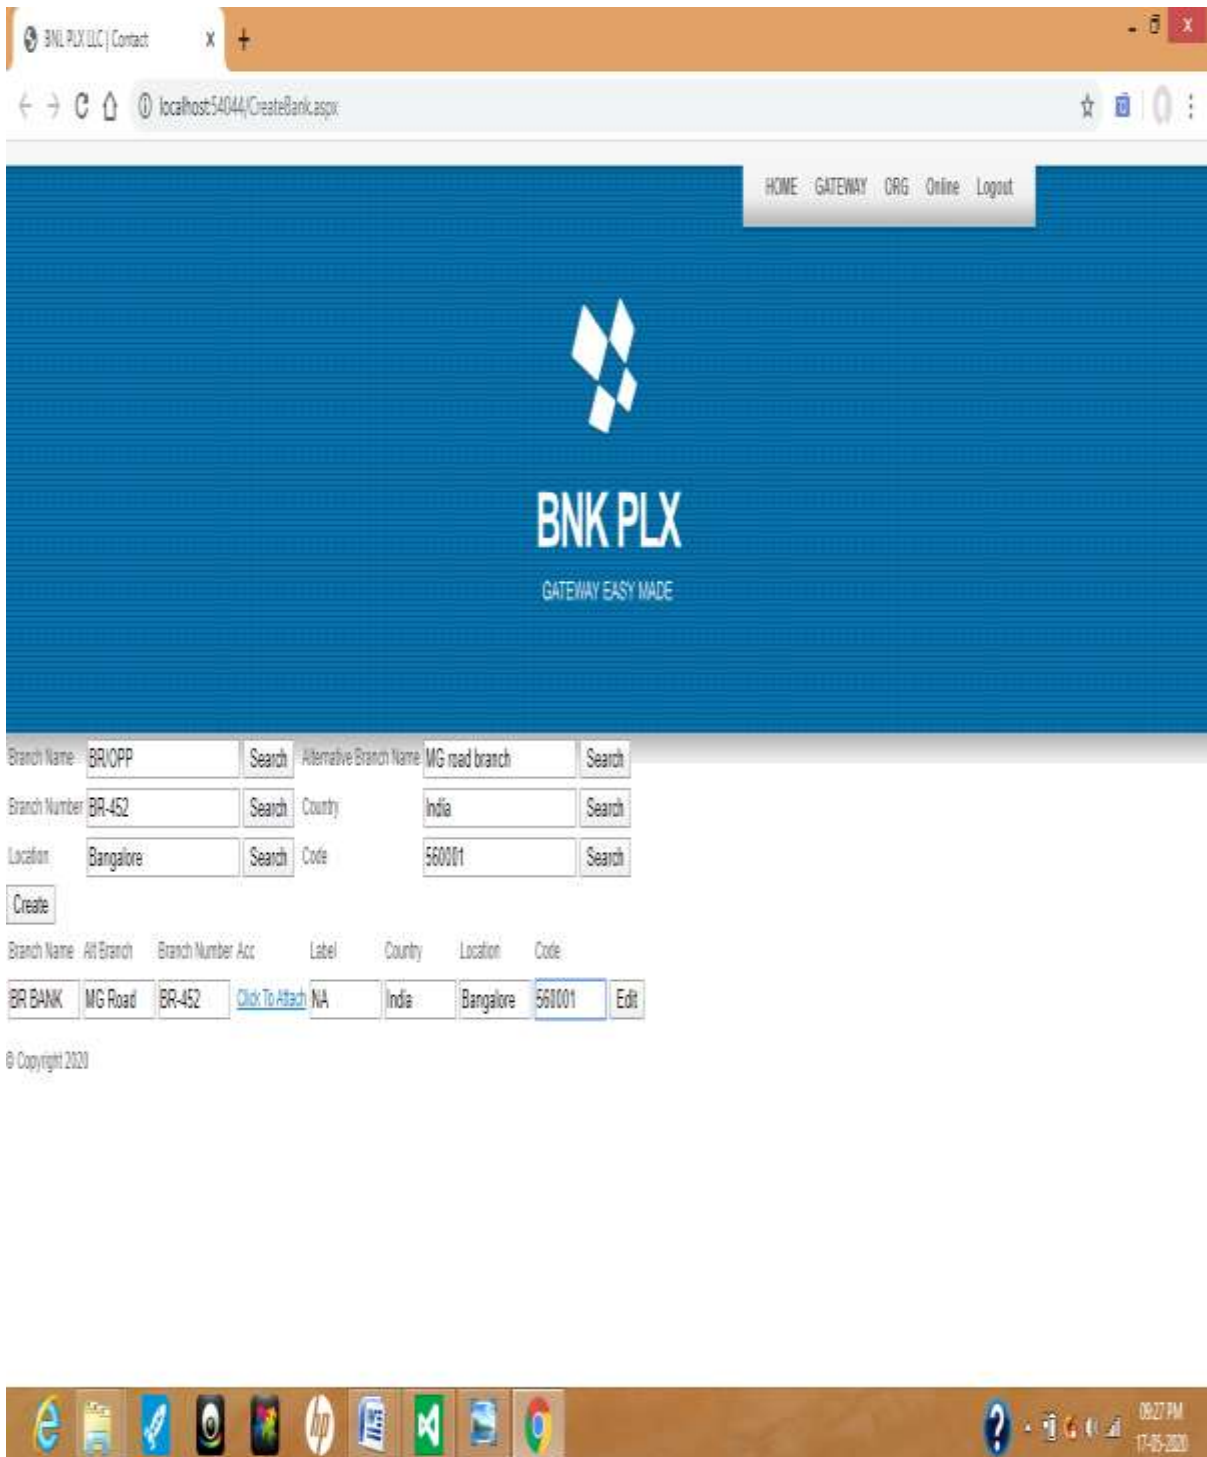 BNL PLX LLC | Contact
localhost:54044/CreateBank.aspx
HOME GATEWAY ORG Online Logout
BNK PLX
GATEWAY EASY MADE
Branch Name BR/OPP Search Alternative Branch Name MG road branch Search
Branch Number BR-452 Search Country India Search
Location Bangalore Search Code 560001 Search
Create
Branch Name Alt Branch Branch Number Acc Label Country Location Code
BR BANK MG Road BR-452 Click To Attach NA India Bangalore 560001 Edit
© Copyright 2020
hp
09:27 PM
17-05-2020